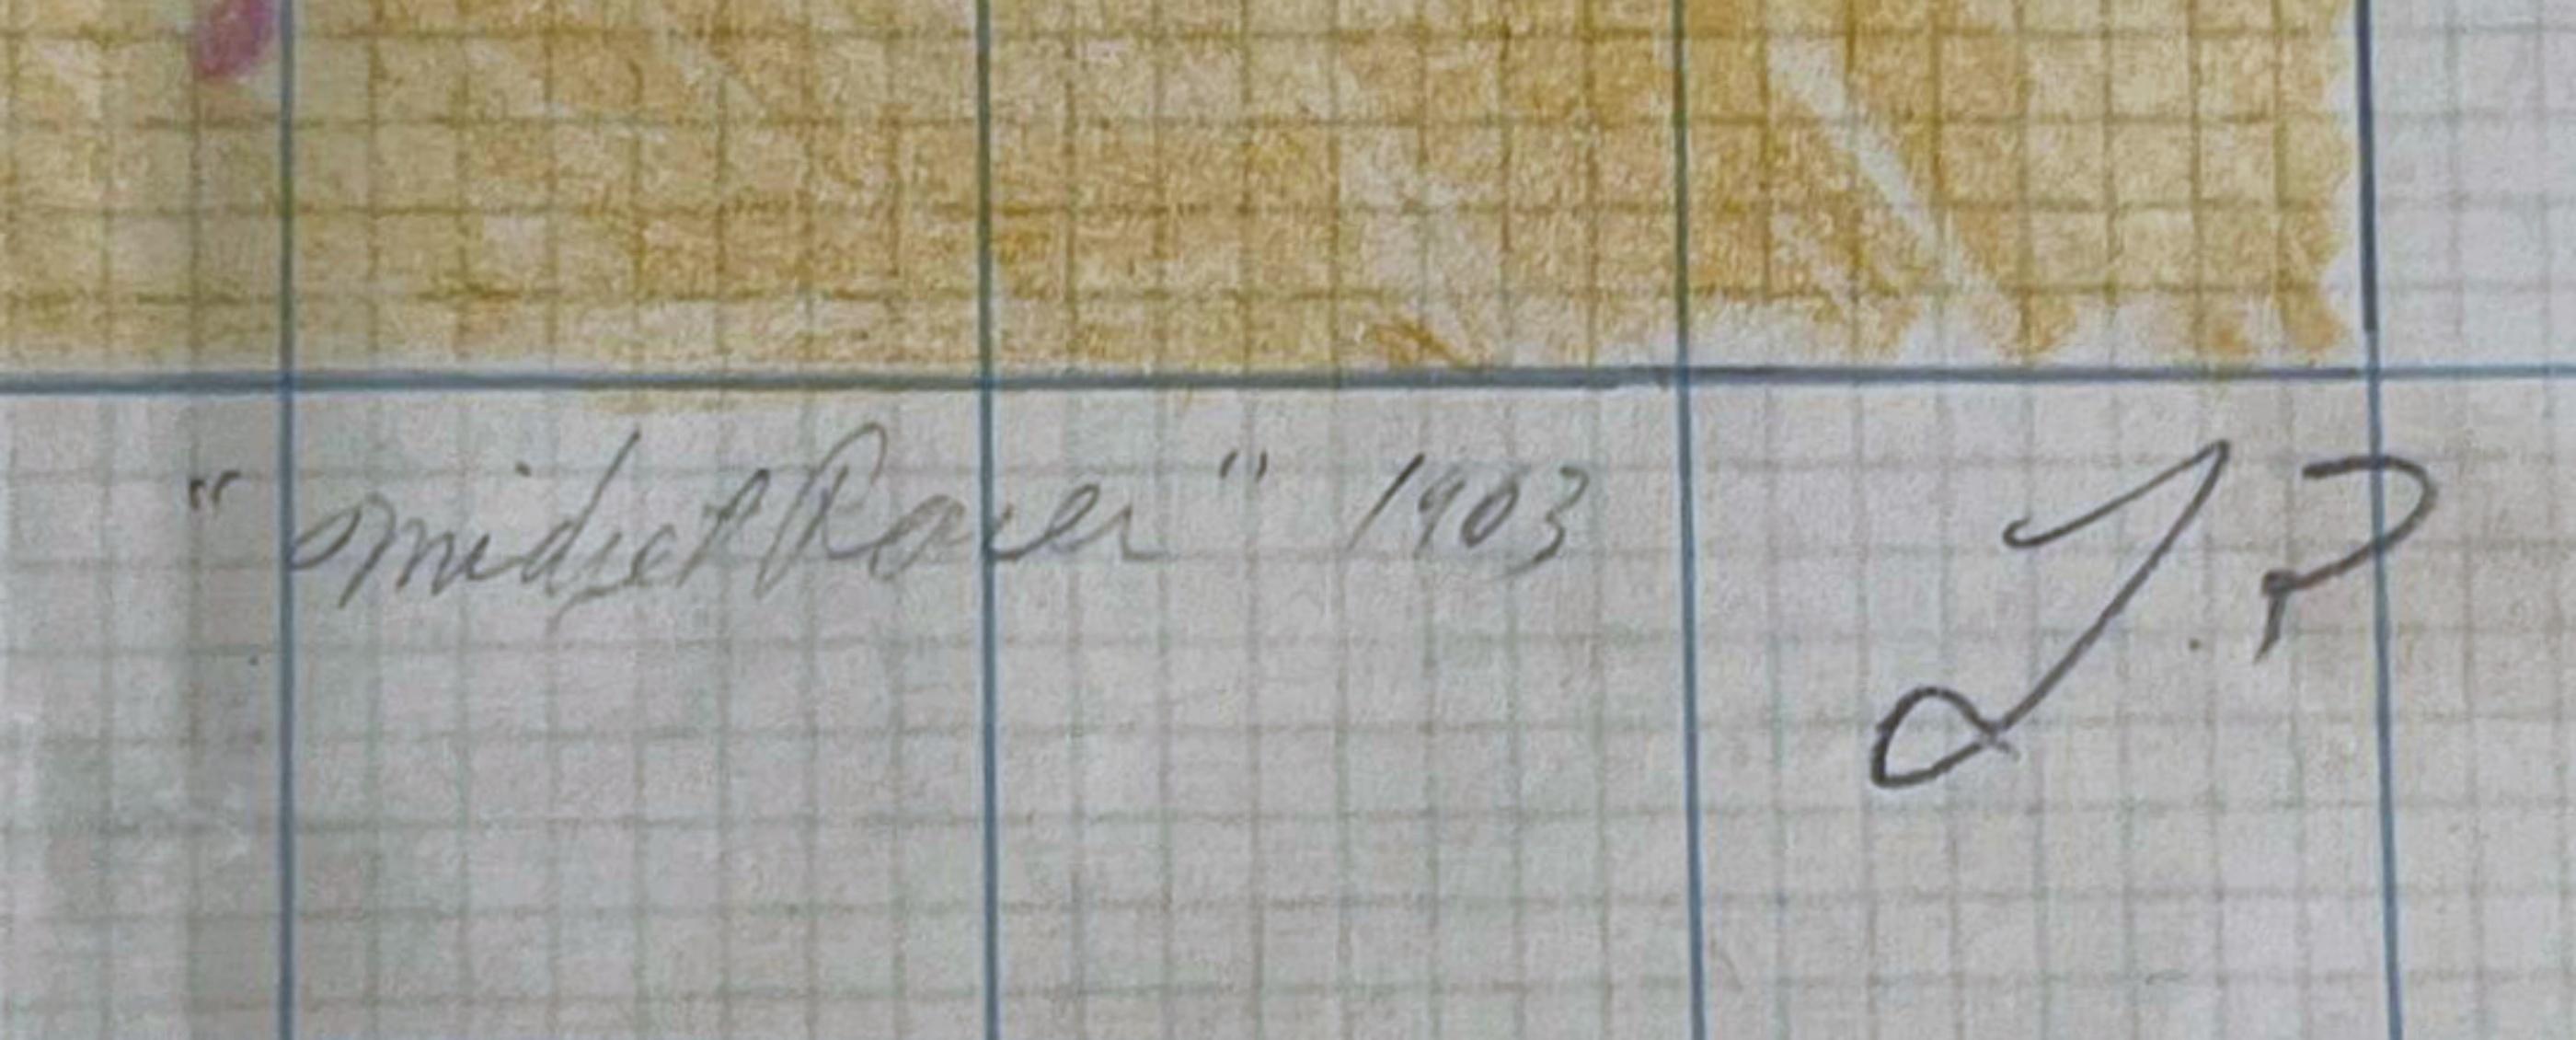 "Midget Racer" 1903 J.P